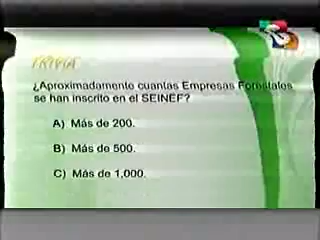 TRIVIA
¿Aproximadamente cuantas Empresas Forestales
se han inscrito en el SEINEF?
A) Más de 200.
B) Más de 500.
C) Más de 1,000.